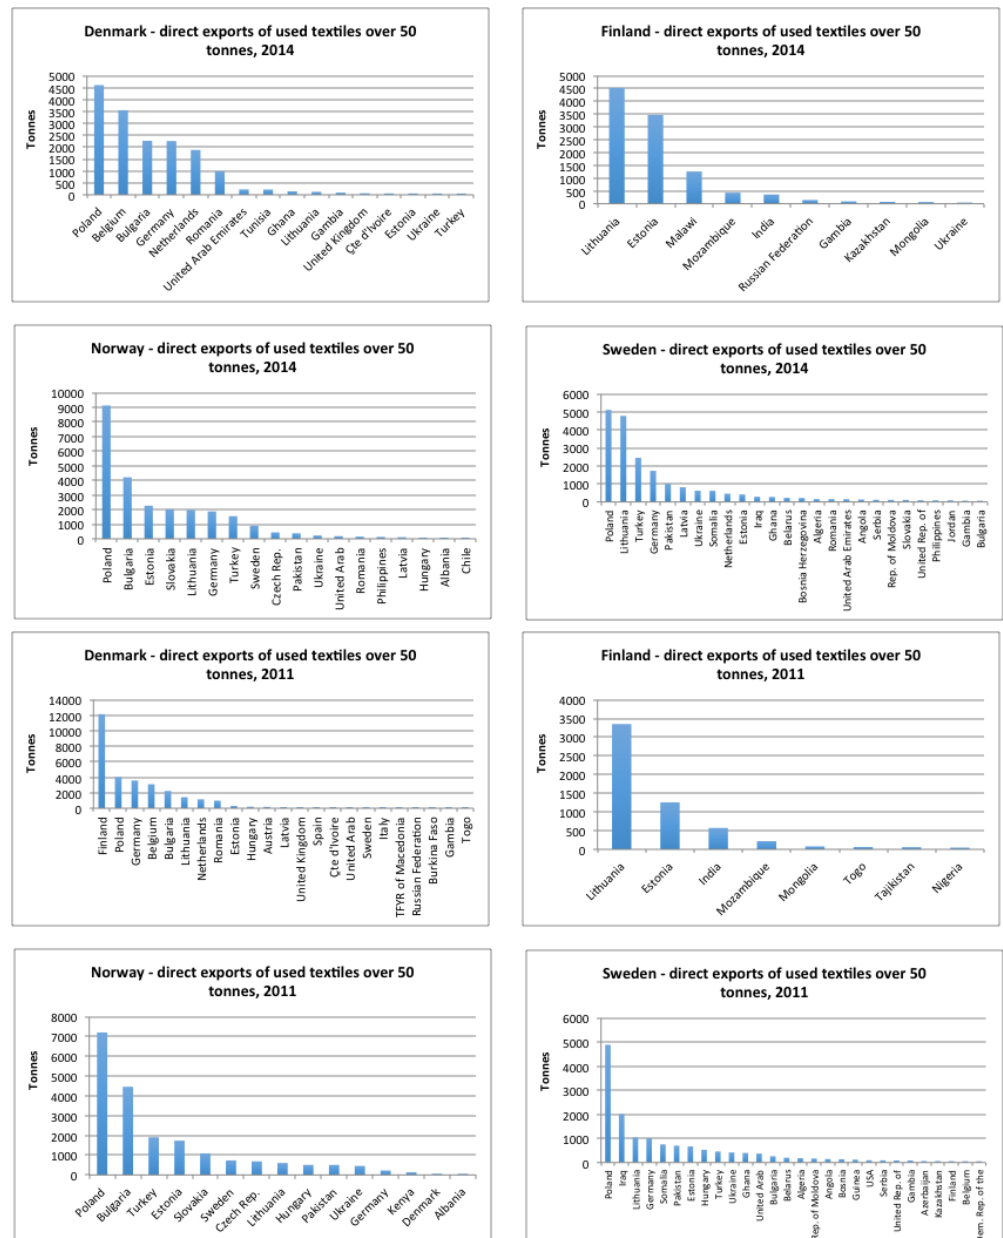 Denmark - direct exports of used textiles over 50
tonnes, 2014
Tonnes
5000
4500
4000
3500
3000
2500
2000
1500
1000
500
0
Poland
Belgium
Bulgaria
Germany
Netherlands
Romania
United Arab Emirates
Tunisia
Ghana
Lithuania
Gambia
United Kingdom
Çte d'Ivoire
Estonia
Ukraine
Turkey
Finland - direct exports of used textiles over 50
tonnes, 2014
Tonnes
5000
4500
4000
3500
3000
2500
2000
1500
1000
500
0
Lithuania
Estonia
Malawi
Mozambique
India
Russian Federation
Gambia
Kazakhstan
Mongolia
Ukraine
Norway - direct exports of used textiles over 50
tonnes, 2014
Tonnes
10000
9000
8000
7000
6000
5000
4000
3000
2000
1000
0
Poland
Bulgaria
Estonia
Slovakia
Lithuania
Germany
Turkey
Sweden
Czech Rep.
Pakistan
Ukraine
United Arab
Romania
Philippines
Latvia
Hungary
Albania
Chile
Sweden - direct exports of used textiles over 50
tonnes, 2014
Tonnes
6000
5000
4000
3000
2000
1000
0
Poland
Lithuania
Turkey
Germany
Pakistan
Latvia
Ukraine
Somalia
Netherlands
Estonia
Iraq
Ghana
Belarus
Bosnia Herzegovina
Algeria
Romania
United Arab Emirates
Angola
Serbia
Rep. of Moldova
Slovakia
United Rep. of
Philippines
Jordan
Gambia
Bulgaria
Denmark - direct exports of used textiles over 50
tonnes, 2011
Tonnes
14000
12000
10000
8000
6000
4000
2000
0
Finland
Poland
Germany
Belgium
Bulgaria
Lithuania
Netherlands
Romania
Estonia
Hungary
Austria
Latvia
United Kingdom
Spain
Çte d'Ivoire
United Arab
Sweden
Italy
TFYR of Macedonia
Russian Federation
Burkina Faso
Gambia
Togo
Finland - direct exports of used textiles over 50
tonnes, 2011
Tonnes
4000
3500
3000
2500
2000
1500
1000
500
0
Lithuania
Estonia
India
Mozambique
Mongolia
Togo
Tajikistan
Nigeria
Norway - direct exports of used textiles over 50
tonnes, 2011
Tonnes
8000
7000
6000
5000
4000
3000
2000
1000
0
Poland
Bulgaria
Turkey
Estonia
Slovakia
Sweden
Czech Rep.
Lithuania
Hungary
Pakistan
Ukraine
Germany
Kenya
Denmark
Albania
Sweden - direct exports of used textiles over 50
tonnes, 2011
Tonnes
6000
5000
4000
3000
2000
1000
0
Poland
Iraq
Lithuania
Germany
Somalia
Pakistan
Estonia
Hungary
Turkey
Ukraine
Ghana
United Arab
Bulgaria
Belarus
Algeria
Rep. of Moldova
Angola
Bosnia
Guinea
USA
Serbia
United Rep. of
Gambia
Azerbaijan
Kazakhstan
Finland
Belgium
Dem. Rep. of the